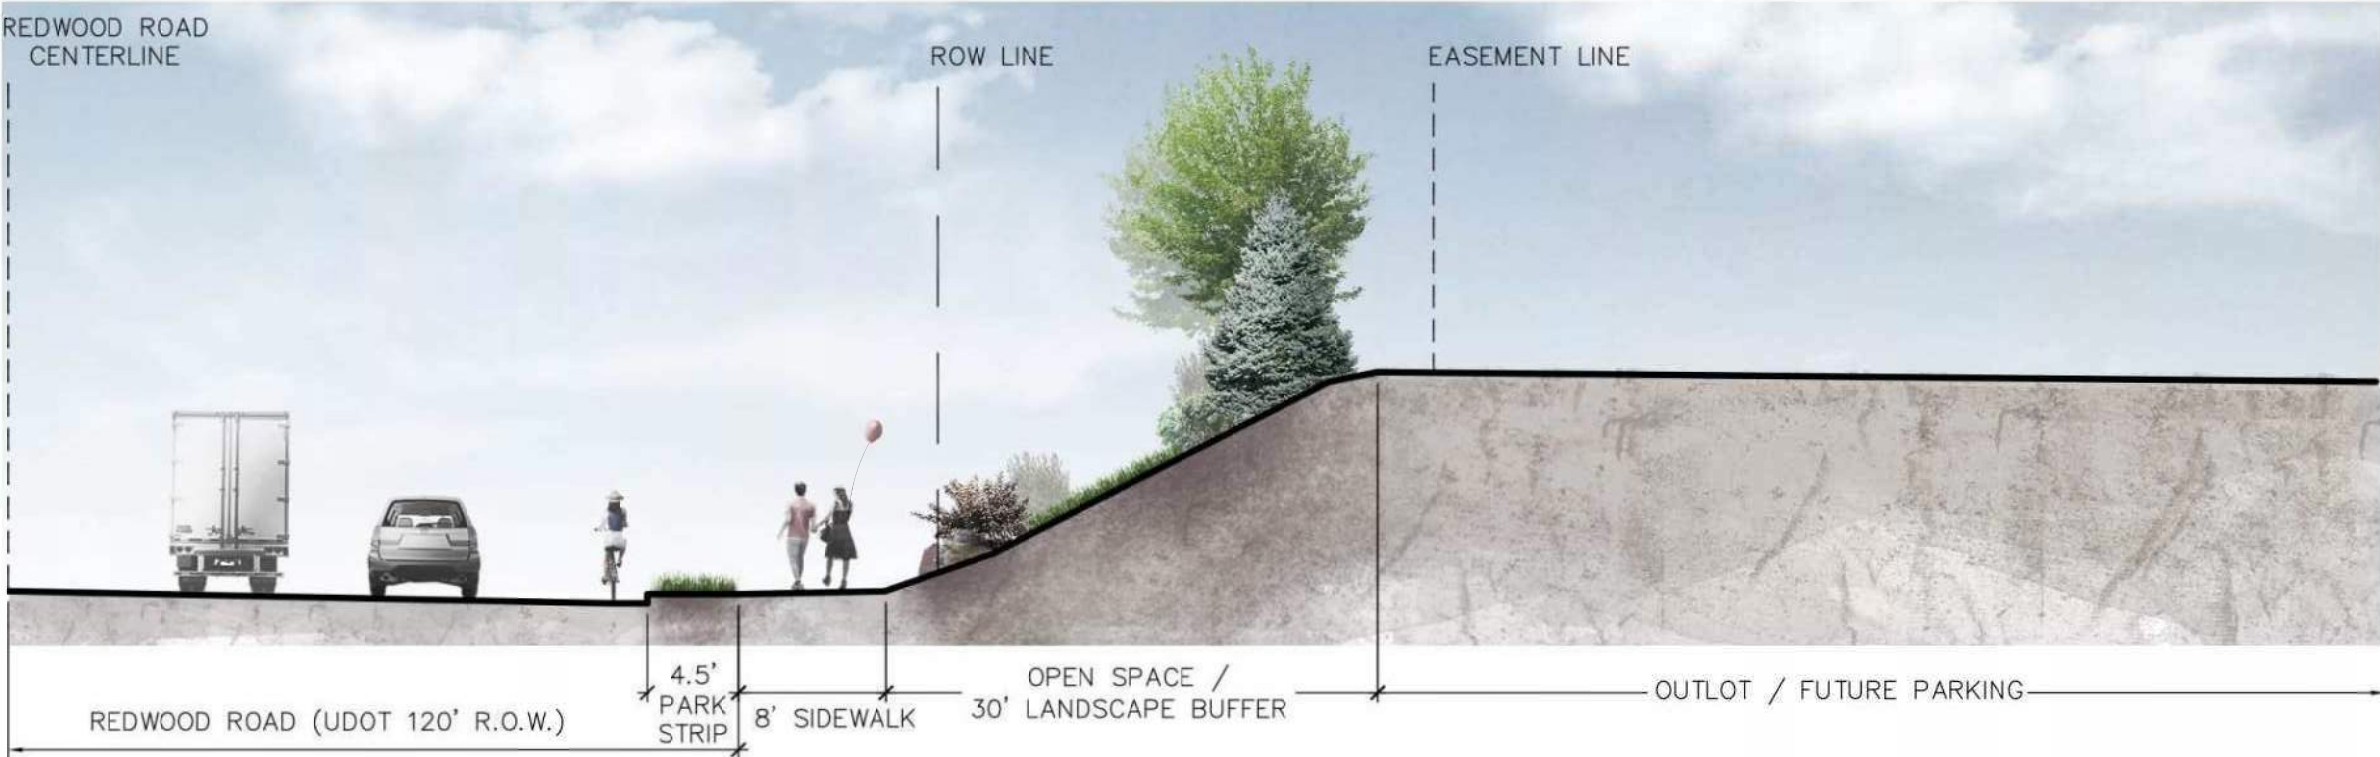 REDWOOD ROAD
CENTERLINE
ROW LINE
EASEMENT LINE
4.5'
PARK
STRIP
8' SIDEWALK
OPEN SPACE /
30' LANDSCAPE BUFFER
OUTLOT / FUTURE PARKING
REDWOOD ROAD (UDOT 120' R.O.W.)